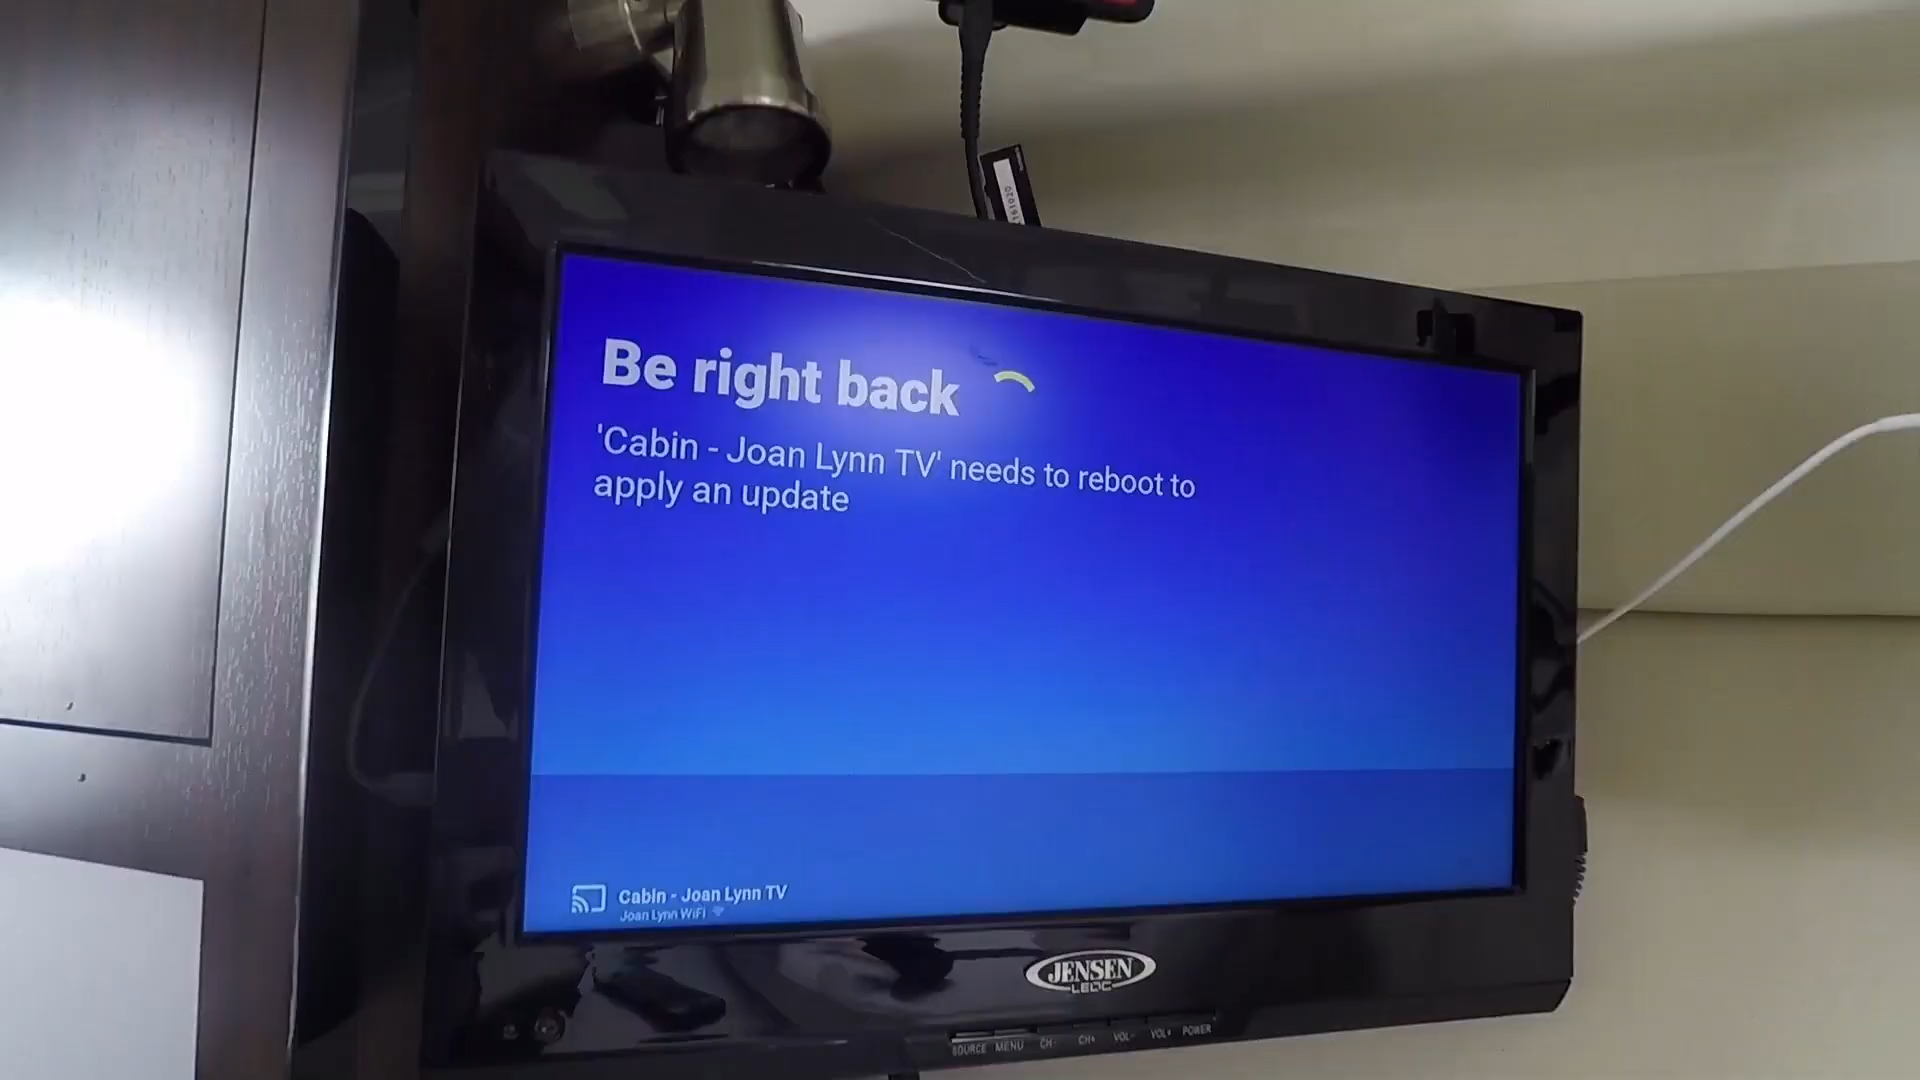 Be right back
'Cabin - Joan Lynn TV' needs to reboot to
apply an update
Cabin - Joan Lynn TV
Joan Lynn WiFi
JENSEN
LEDC
SOURCE MENU CH- CH+ VOL- VOL+ POWER